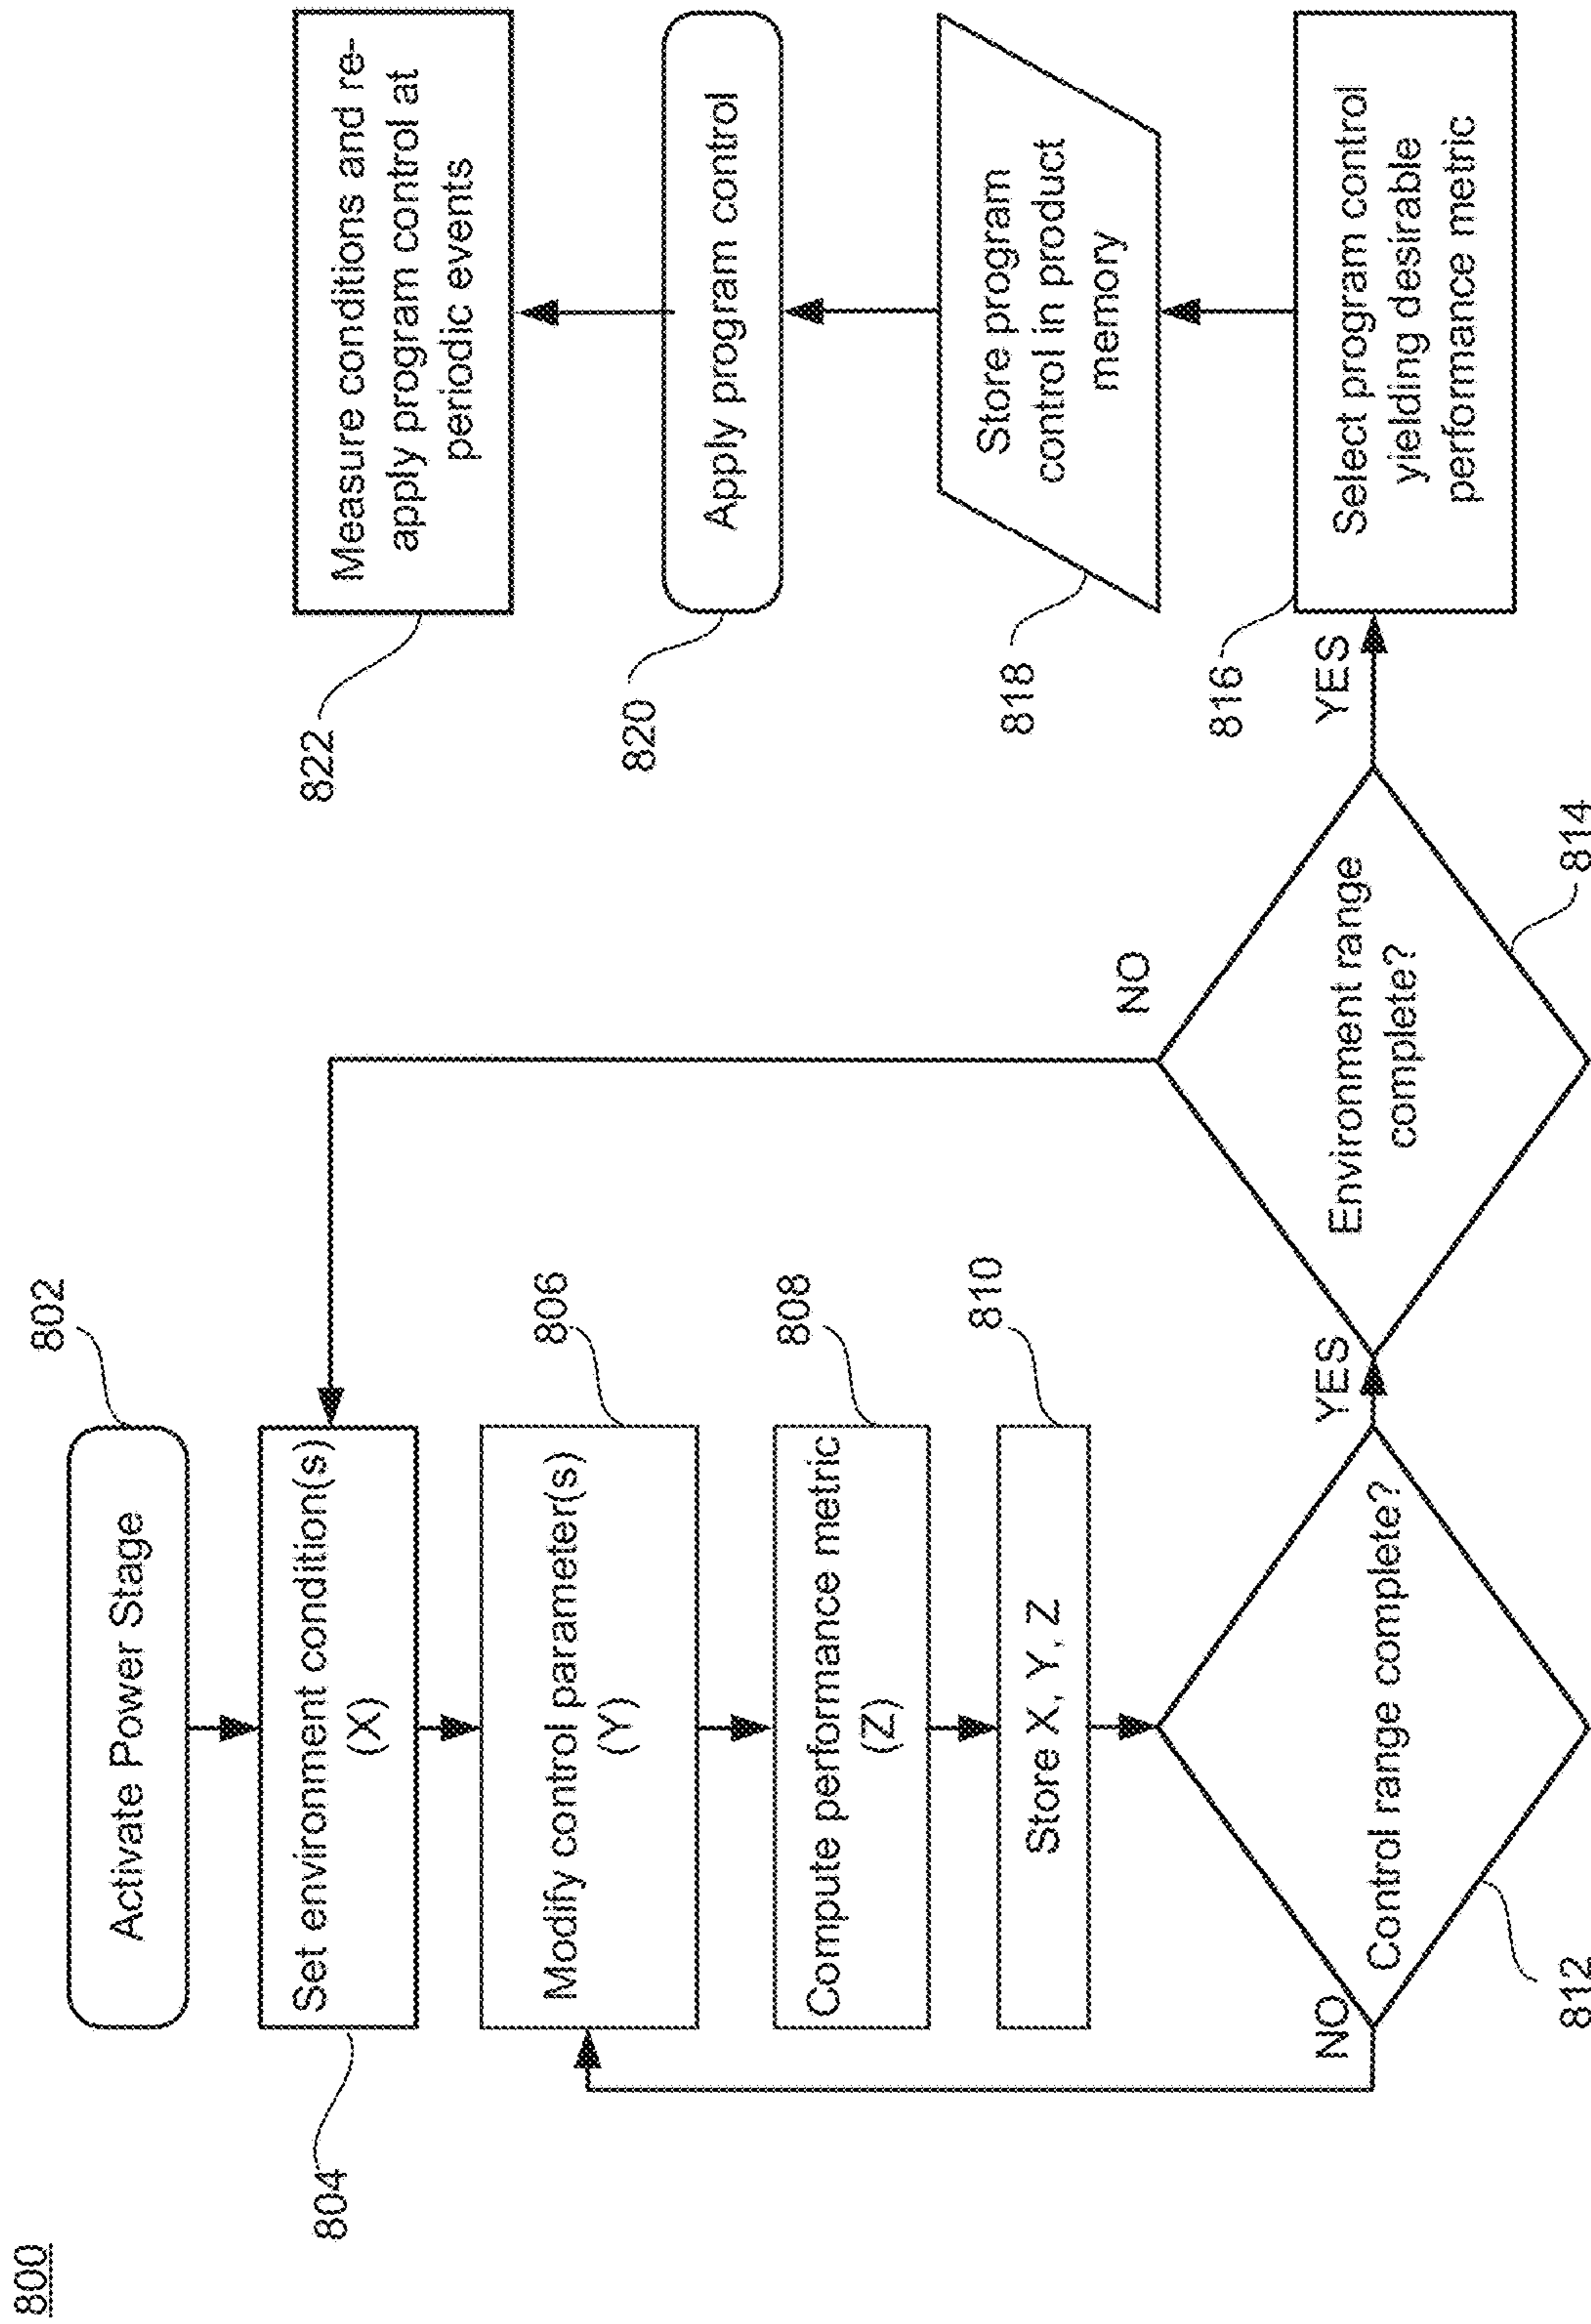 800
802
Activate Power Stage
804
Set environment condition(s)
(X)
806
Modify control parameter(s)
(Y)
808
Compute performance metric
(Z)
810
Store X, Y, Z
812
Control range complete?
NO
YES
814
Environment range
complete?
NO
YES
816
Select program control
yielding desirable
performance metric
818
Store program
control in product
memory
820
Apply program control
822
Measure conditions and re-
apply program control at
periodic events